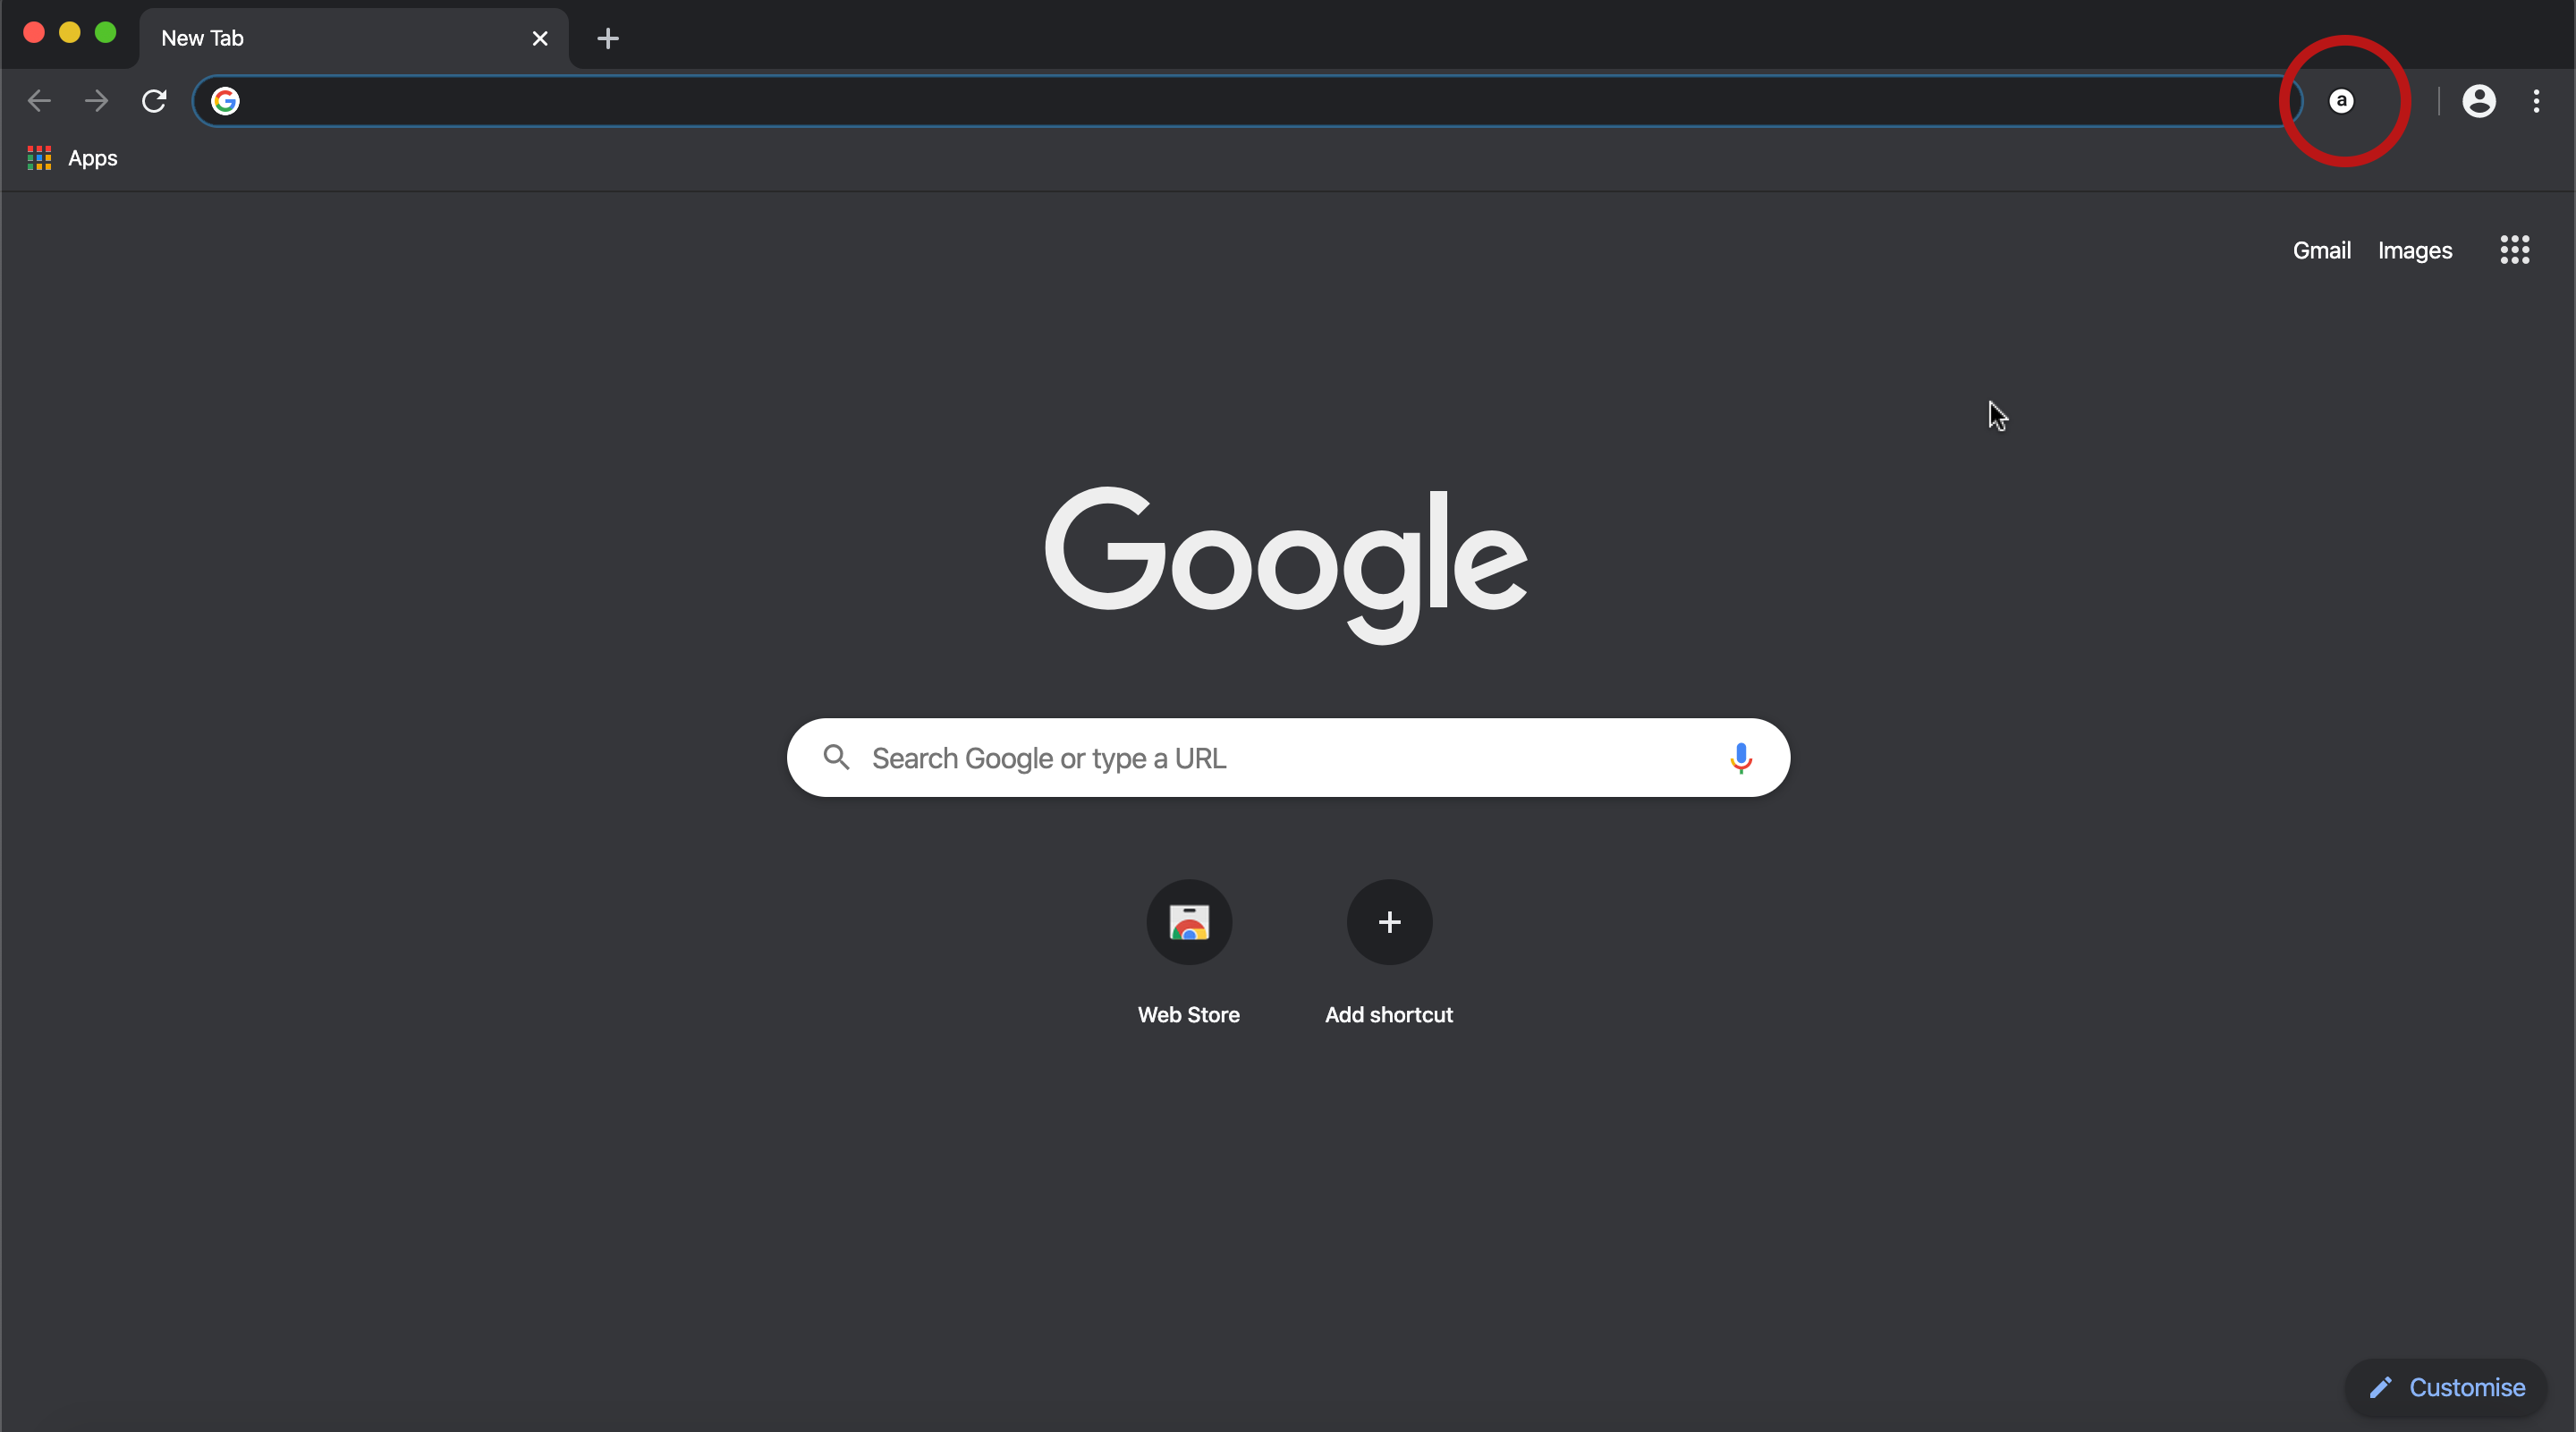 New Tab
a
Apps
Gmail Images
Google
Search Google or type a URL
Web Store Add shortcut
Customise